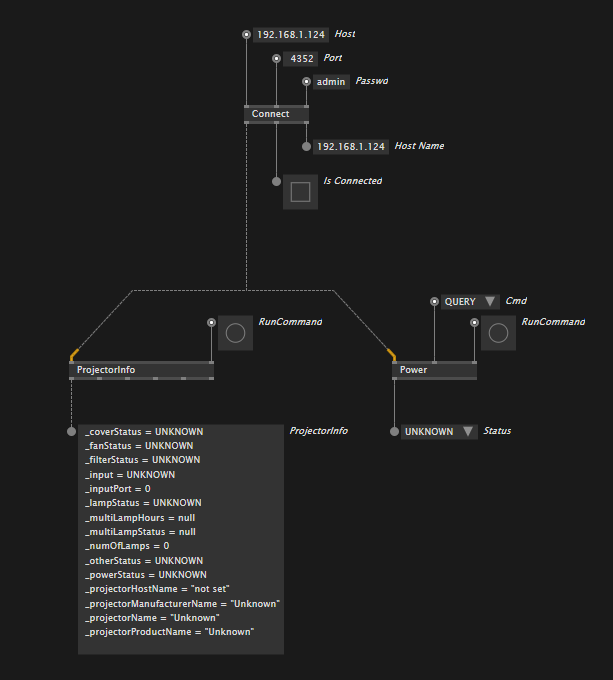 192.168.1.124 Host
4352 Port
admin Passwd
Connect
192.168.1.124 Host Name
Is Connected
QUERY Cmd
RunCommand
RunCommand
ProjectorInfo
Power
_coverStatus = UNKNOWN
ProjectorInfo
UNKNOWN Status
_fanStatus = UNKNOWN
_filterStatus = UNKNOWN
_input = UNKNOWN
_inputPort = 0
_lampStatus = UNKNOWN
_multiLampHours = null
_multiLampStatus = null
_numOfLamps = 0
_otherStatus = UNKNOWN
_powerStatus = UNKNOWN
_projectorHostName = "not set"
_projectorManufacturerName = "Unknown"
_projectorName = "Unknown"
_projectorProductName = "Unknown"